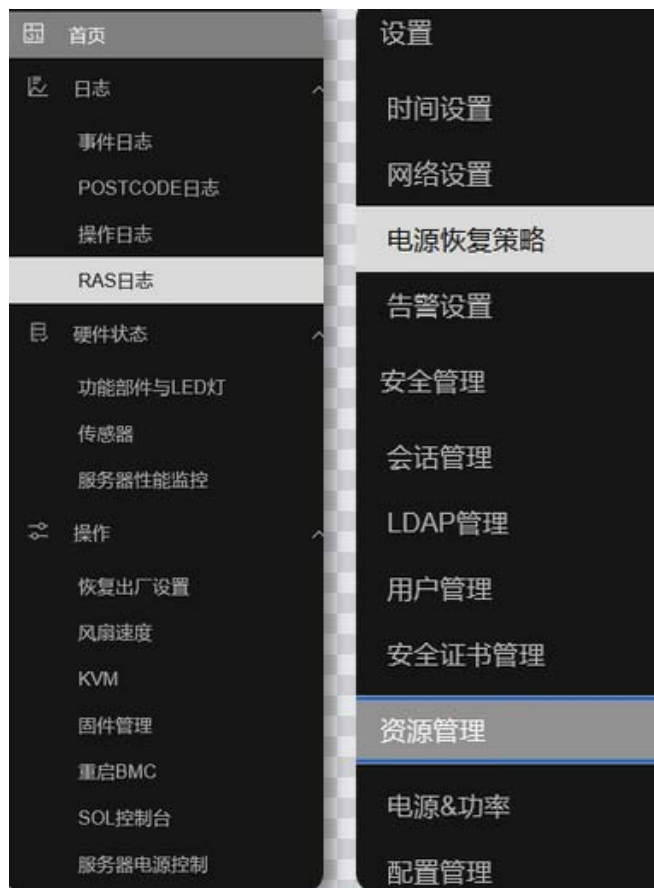 首页
日志
事件日志
POSTCODE日志
操作日志
RAS日志
硬件状态
功能部件与LED灯
传感器
服务器性能监控
操作
恢复出厂设置
风扇速度
KVM
固件管理
重启BMC
SOL控制台
服务器电源控制
设置
时间设置
网络设置
电源恢复策略
告警设置
安全管理
会话管理
LDAP管理
用户管理
安全证书管理
资源管理
电源&功率
配置管理